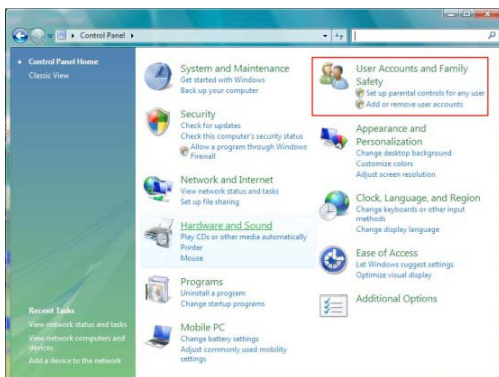 Control Panel
Control Panel Home
Classic View
System and Maintenance
Get started with Windows
Back up your computer
Security
Check for updates
Check this computer's security status
Allow a program through Windows
Firewall
Network and Internet
View network status and tasks
Set up file sharing
Hardware and Sound
Play CDs or other media automatically
Printer
Mouse
Programs
Uninstall a program
Change startup programs
Mobile PC
Change battery settings
Adjust commonly used mobility
settings
User Accounts and Family
Safety
Set up parental controls for any user
Add or remove user accounts
Appearance and
Personalization
Change desktop background
Customize colors
Adjust screen resolution
Clock, Language, and Region
Change keyboards or other input
methods
Change display language
Ease of Access
Let Windows suggest settings
Optimize visual display
Additional Options
Recent Tasks
View network status and tasks
View network computers and
devices
Add a device to the network